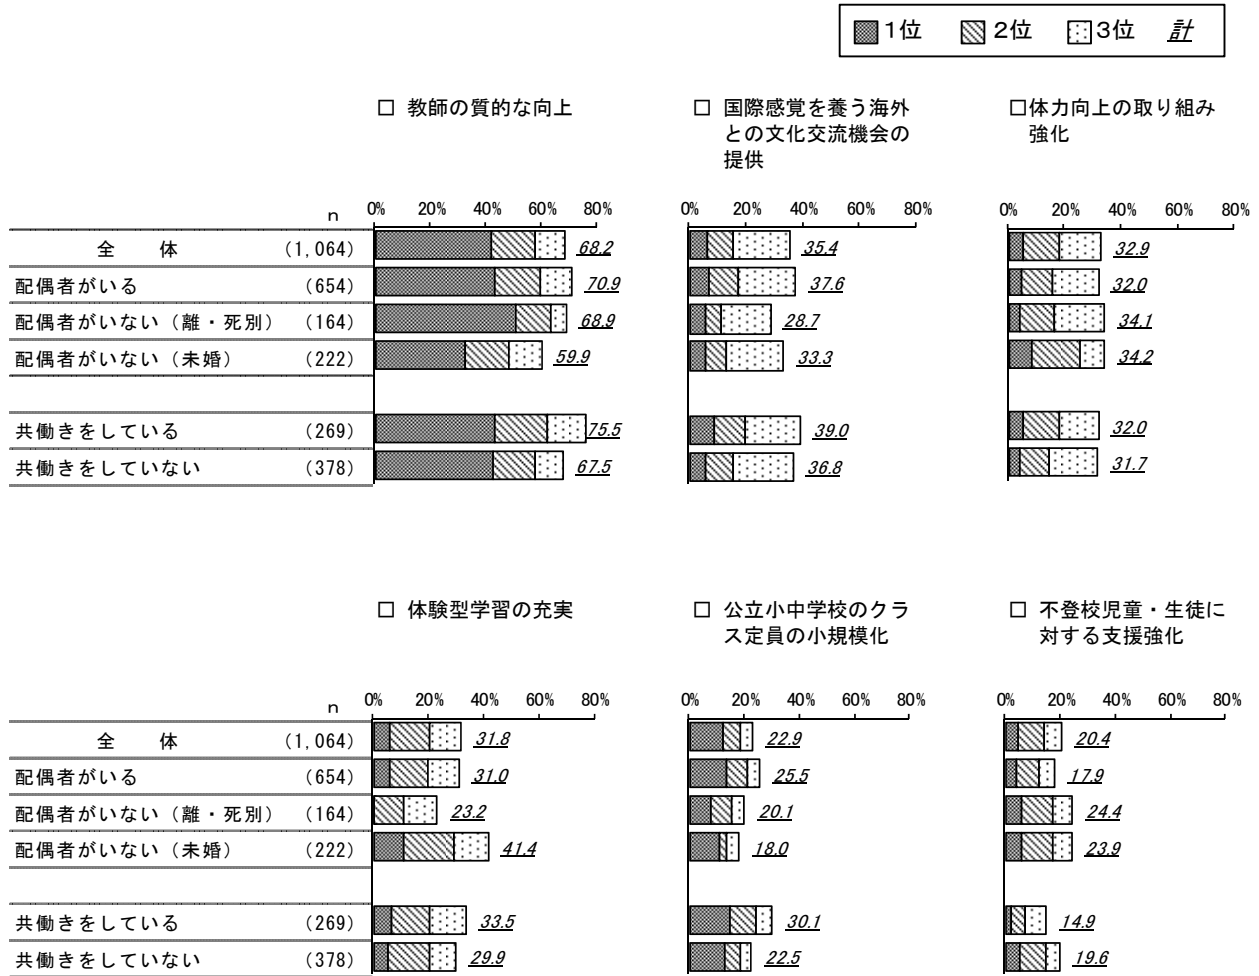 1位 2位 3位 計
□ 教師の質的な向上
□ 国際感覚を養う海外
との文化交流機会の
提供
□体力向上の取り組み
強化
n 0% 20% 40% 60% 80% 0% 20% 40% 60% 80% 0% 20% 40% 60% 80%
全 体 (1,064) 68.2 35.4 32.9
配偶者がいる (654) 70.9 37.6 32.0
配偶者がいない(離・死別) (164) 68.9 28.7 34.1
配偶者がいない(未婚) (222) 59.9 33.3 34.2
共働きをしている (269) 75.5 39.0 32.0
共働きをしていない (378) 67.5 36.8 31.7
□ 体験型学習の充実
□ 公立小中学校のクラ
ス定員の小規模化
□ 不登校児童・生徒に
対する支援強化
n 0% 20% 40% 60% 80% 0% 20% 40% 60% 80% 0% 20% 40% 60% 80%
全 体 (1,064) 31.8 22.9 20.4
配偶者がいる (654) 31.0 25.5 17.9
配偶者がいない(離・死別) (164) 23.2 20.1 24.4
配偶者がいない(未婚) (222) 41.4 18.0 23.9
共働きをしている (269) 33.5 30.1 14.9
共働きをしていない (378) 29.9 22.5 19.6